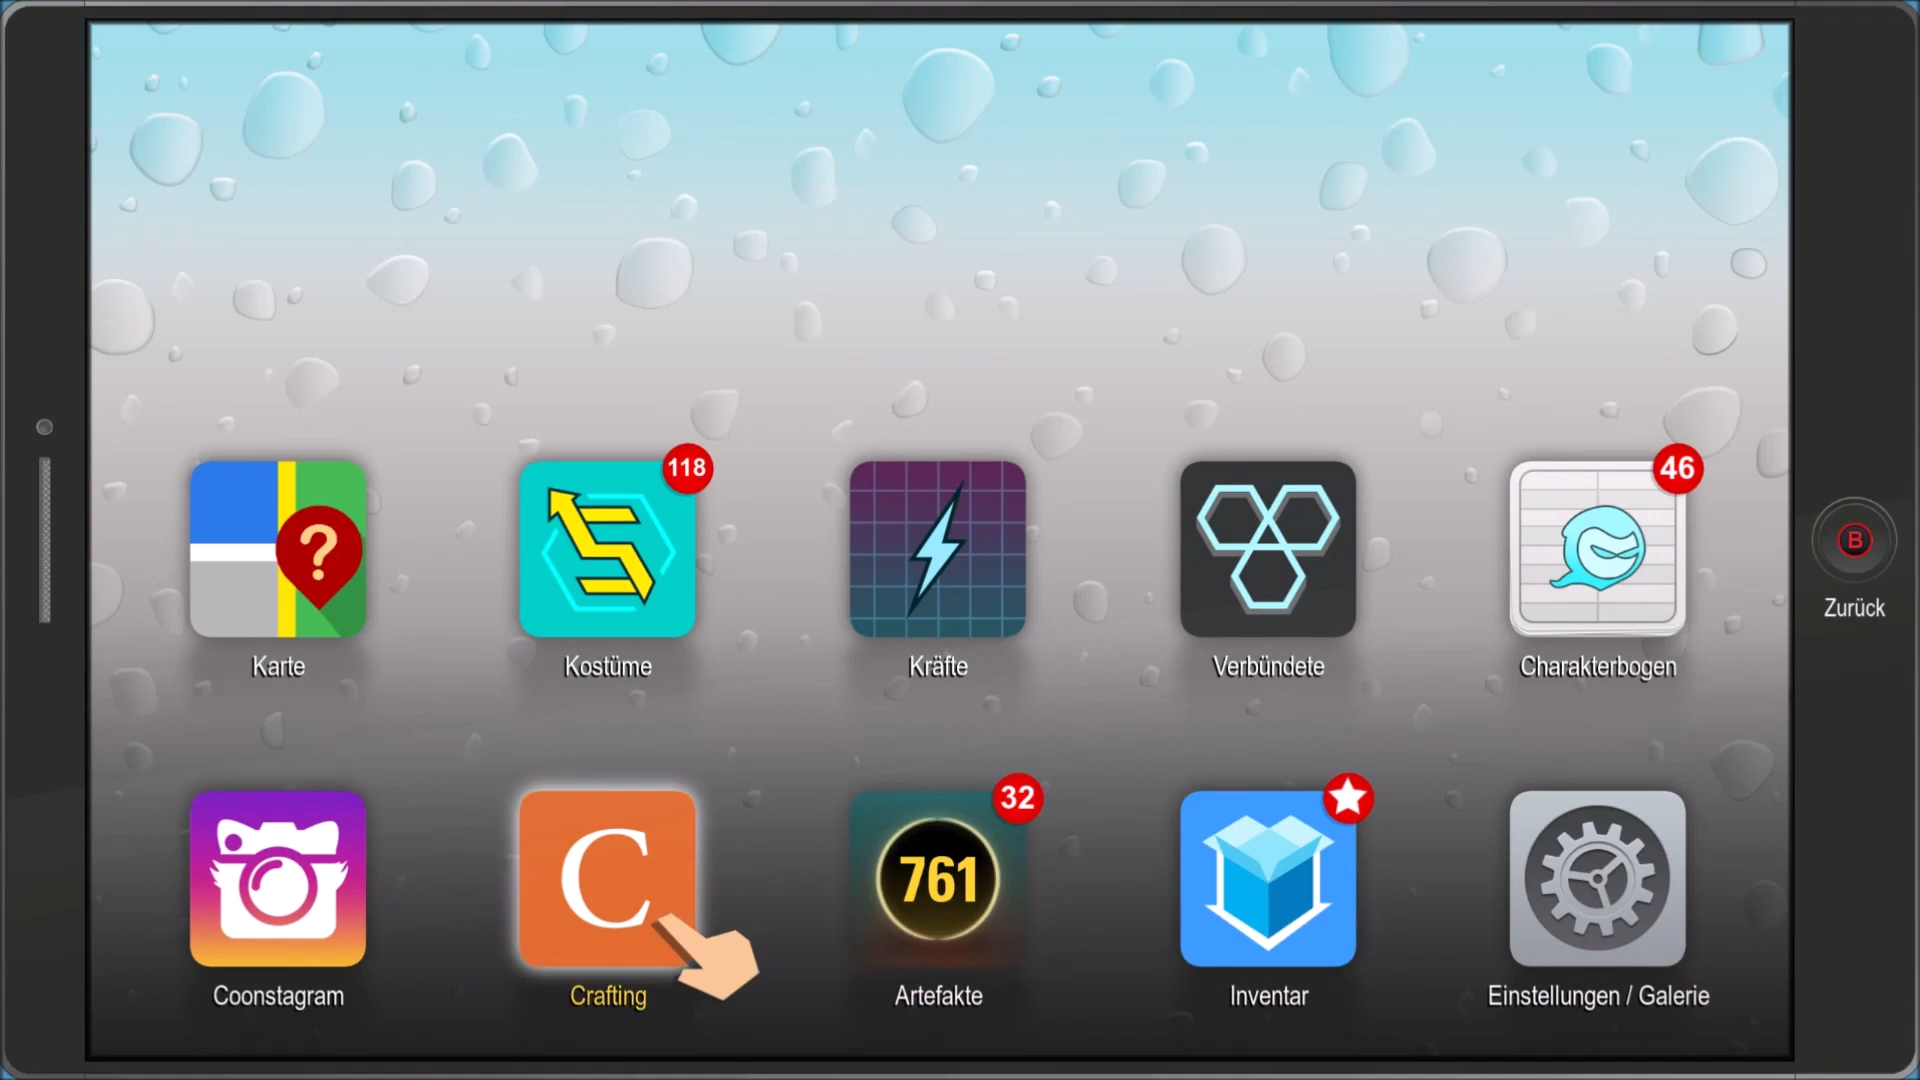 118
46
?
B
Zurück
Karte
Kostüme
Kräfte
Verbündete
Charakterbogen
32
C
761
Coonstagram
Crafting
Artefakte
Inventar
Einstellungen / Galerie